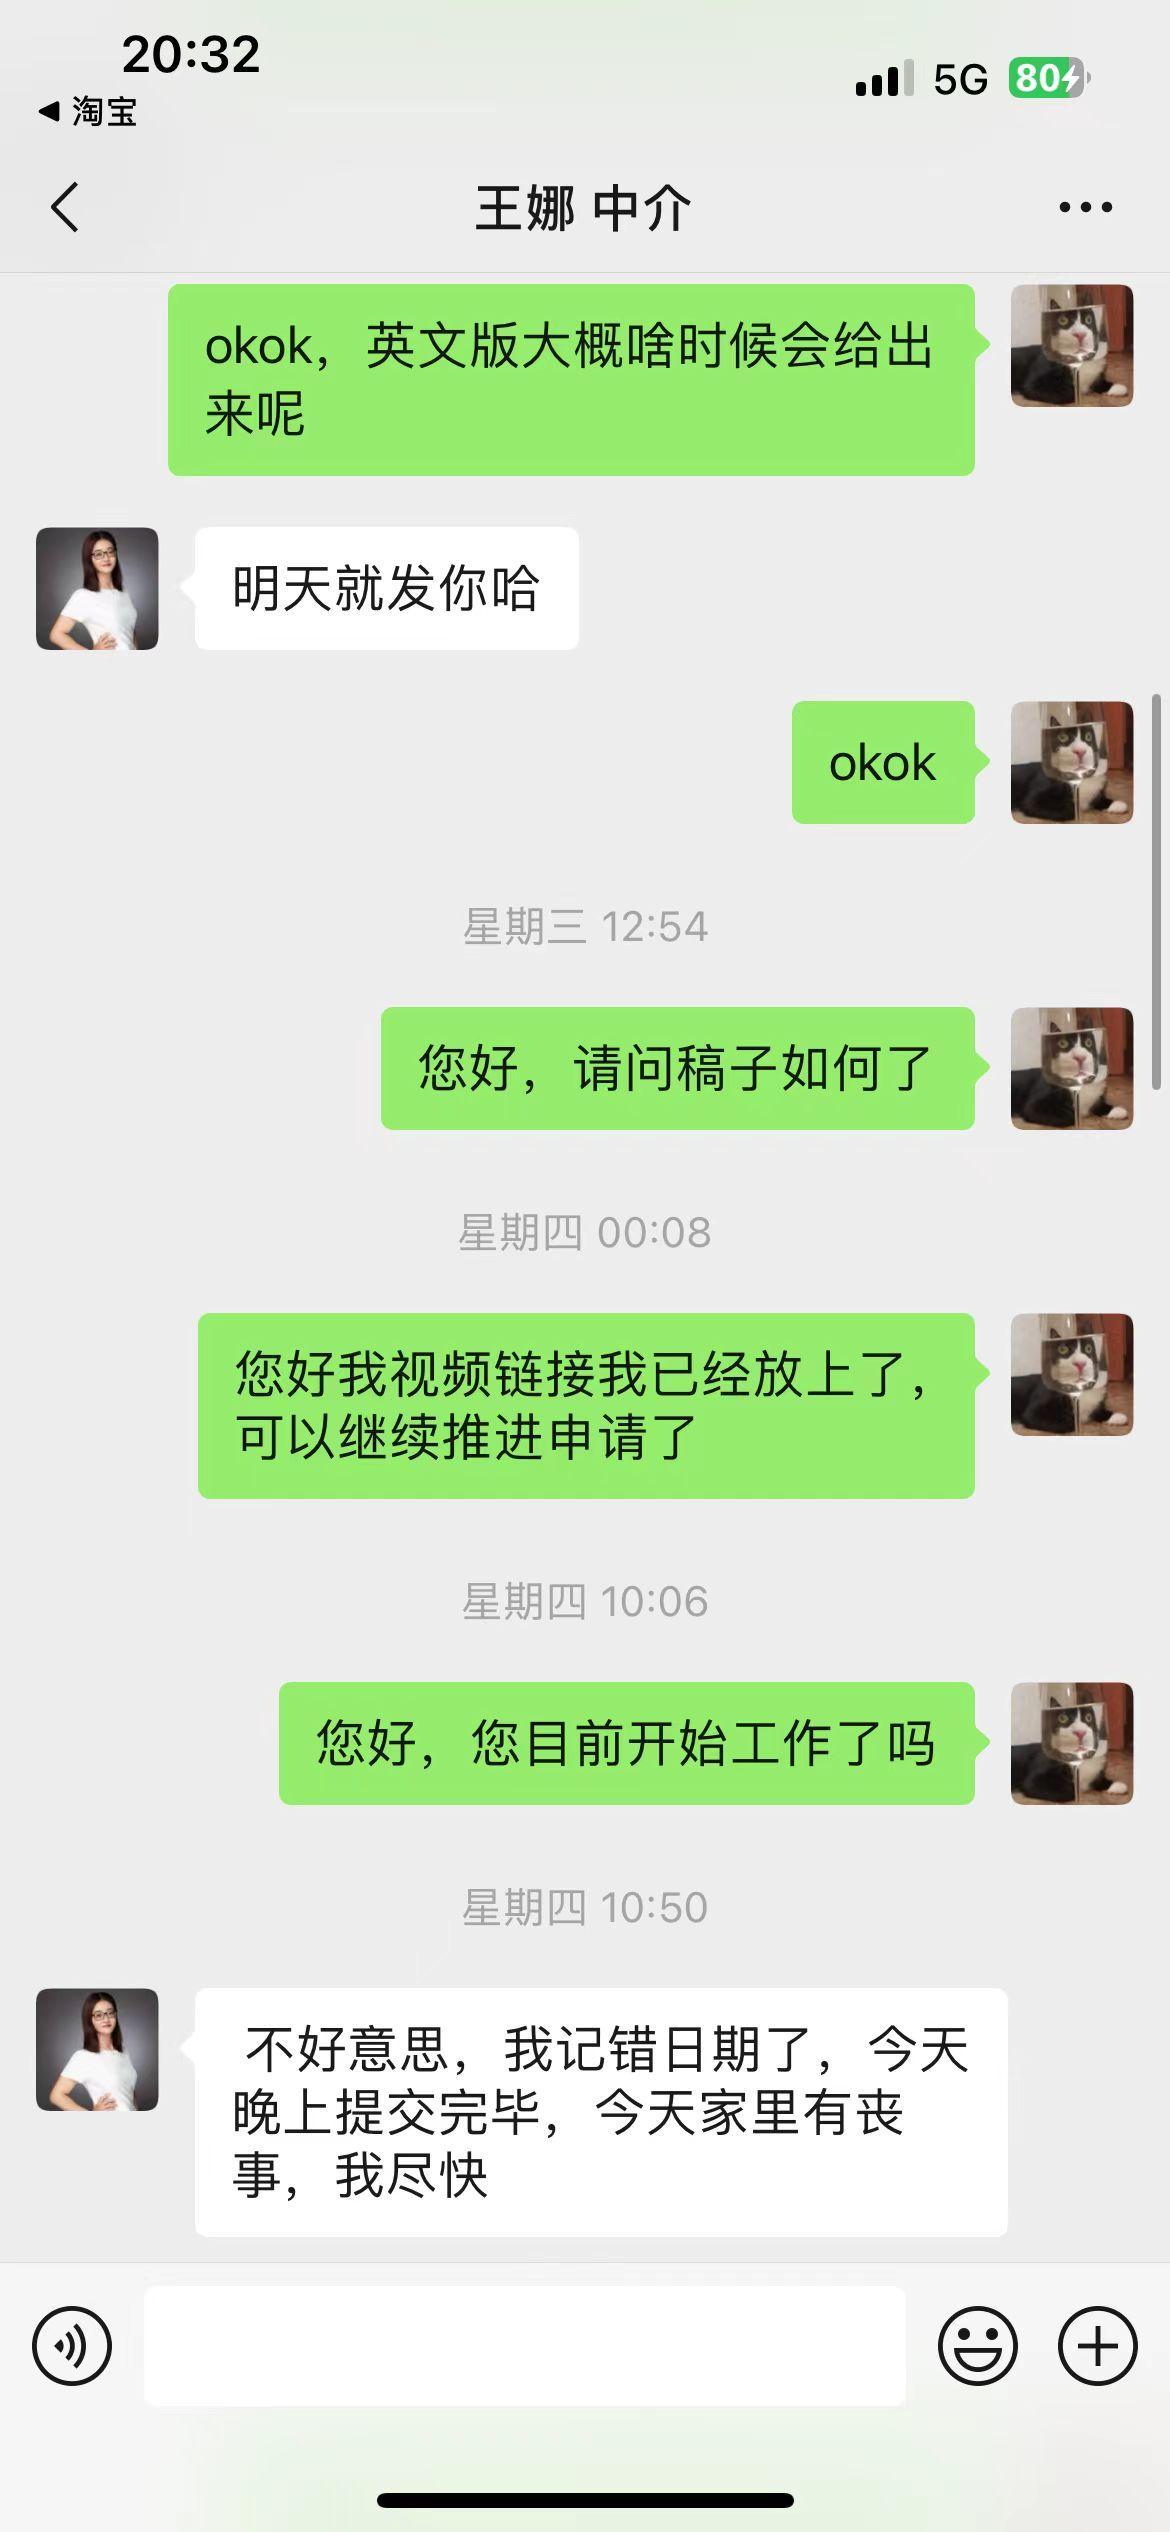 20:32
5G
80
淘宝
王娜 中介
okok，英文版大概啥时候会给出
来呢
明天就发你哈
okok
星期三 12:54
您好，请问稿子如何了
星期四 00:08
您好我视频链接我已经放上了，
可以继续推进申请了
星期四 10:06
您好，您目前开始工作了吗
星期四 10:50
不好意思，我记错日期了，今天
晚上提交完毕，今天家里有丧
事，我尽快